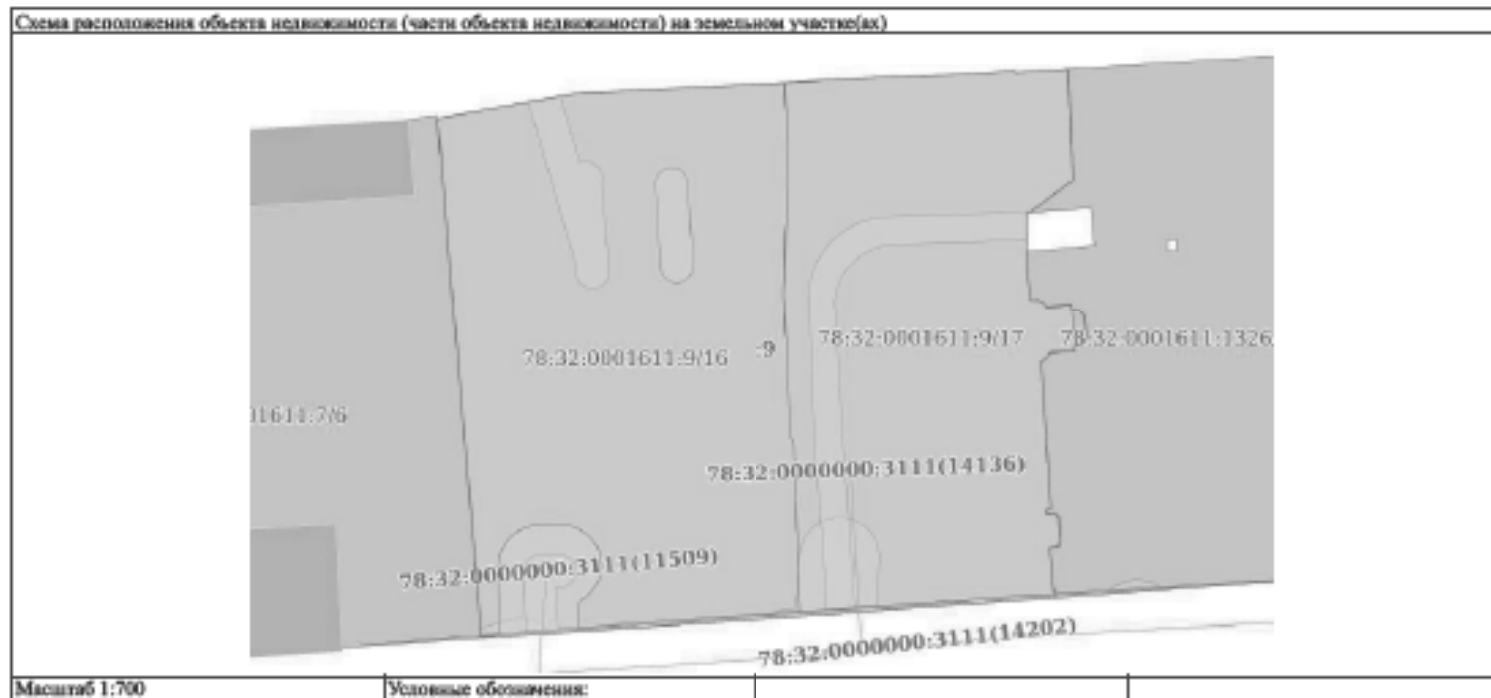 Схема расположения объекта недвижимости (части объекта недвижимости) на земельном участке(ах)
78:32:0001611:9/16
:9
78:32:0001611:9/17
78:32:0001611:1326
01611:7/6
78:32:0000000:3111(14136)
78:32:0000000:3111(11509)
78:32:0000000:3111(14202)
Масштаб 1:700
Условные обозначения: